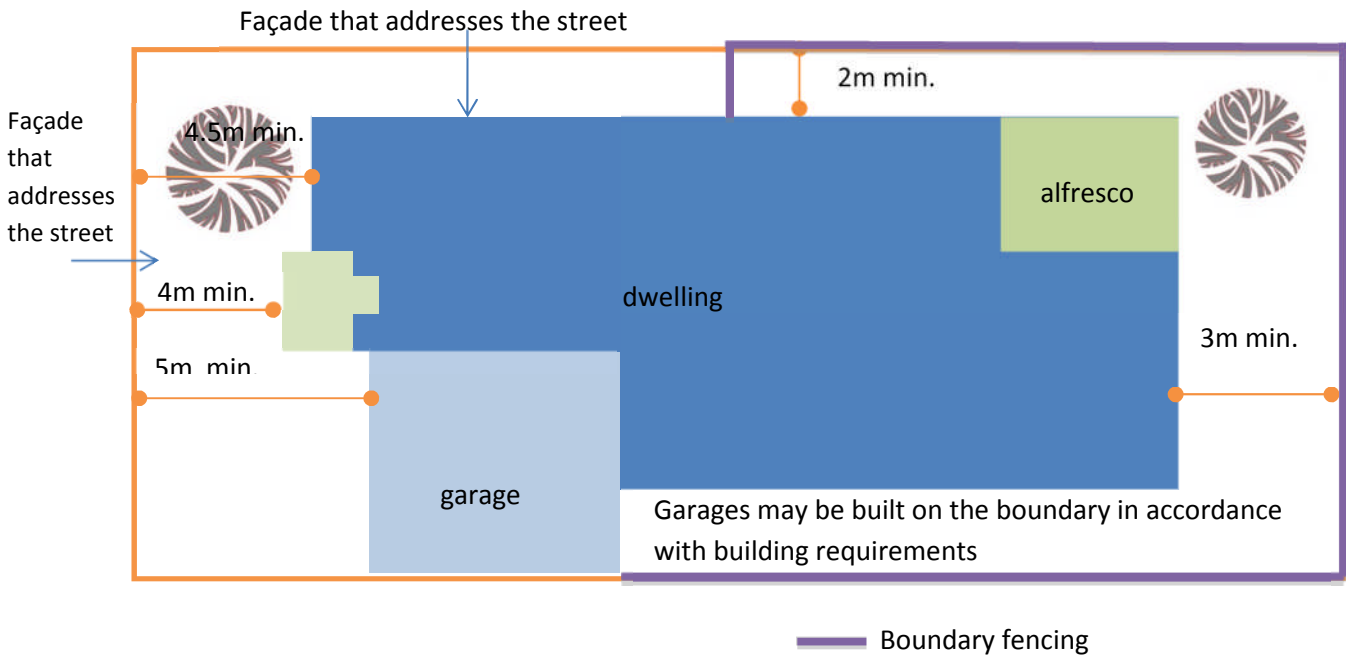 Façade that addresses the street
2m min.
Façade
that
addresses
the street
4.5m min.
alfresco
4m min.
dwelling
3m min.
5m min.
garage
Garages may be built on the boundary in accordance
with building requirements
Boundary fencing